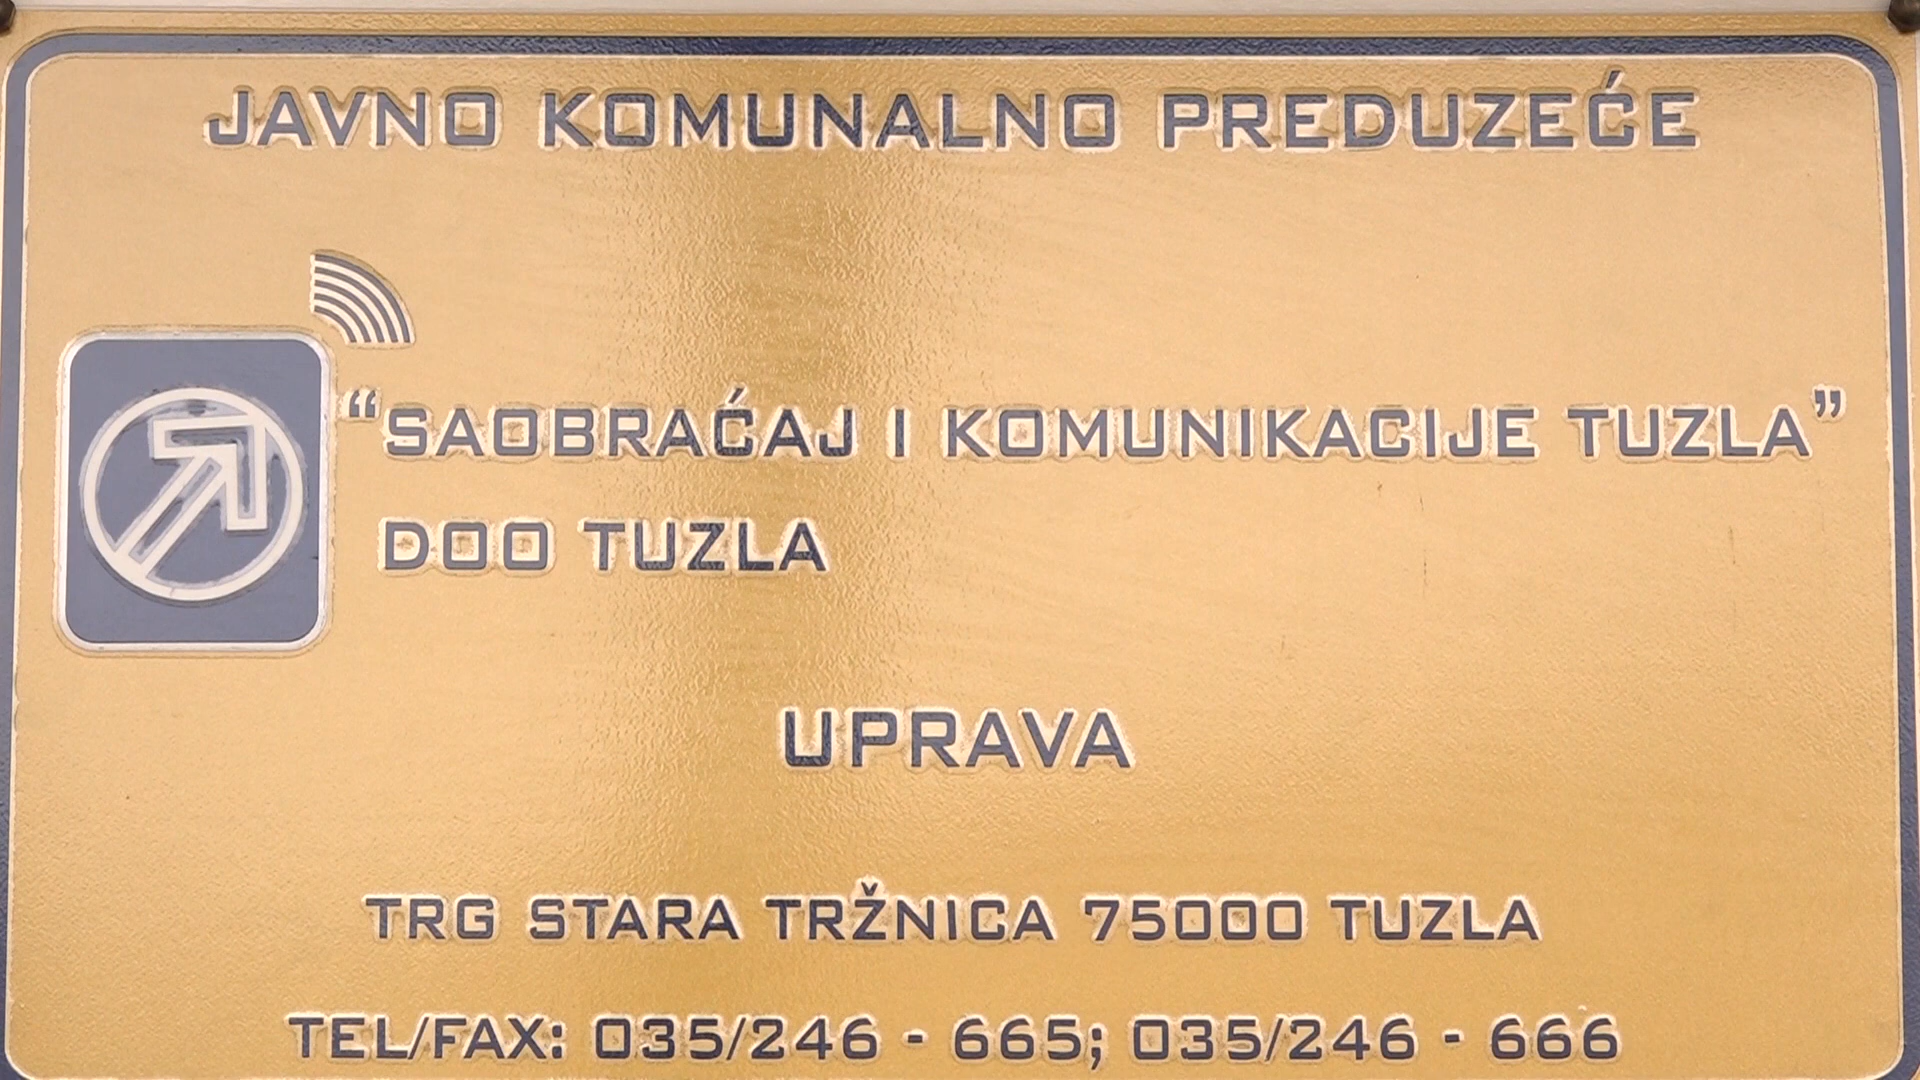 JAVNO KOMUNALNO PREDUZEĆE
“SAOBRAĆAJ I KOMUNIKACIJE TUZLA”
DOO TUZLA
UPRAVA
TRG STARA TRŽNICA 75000 TUZLA
TEL/FAX: 035/246 - 665; 035/246 - 666